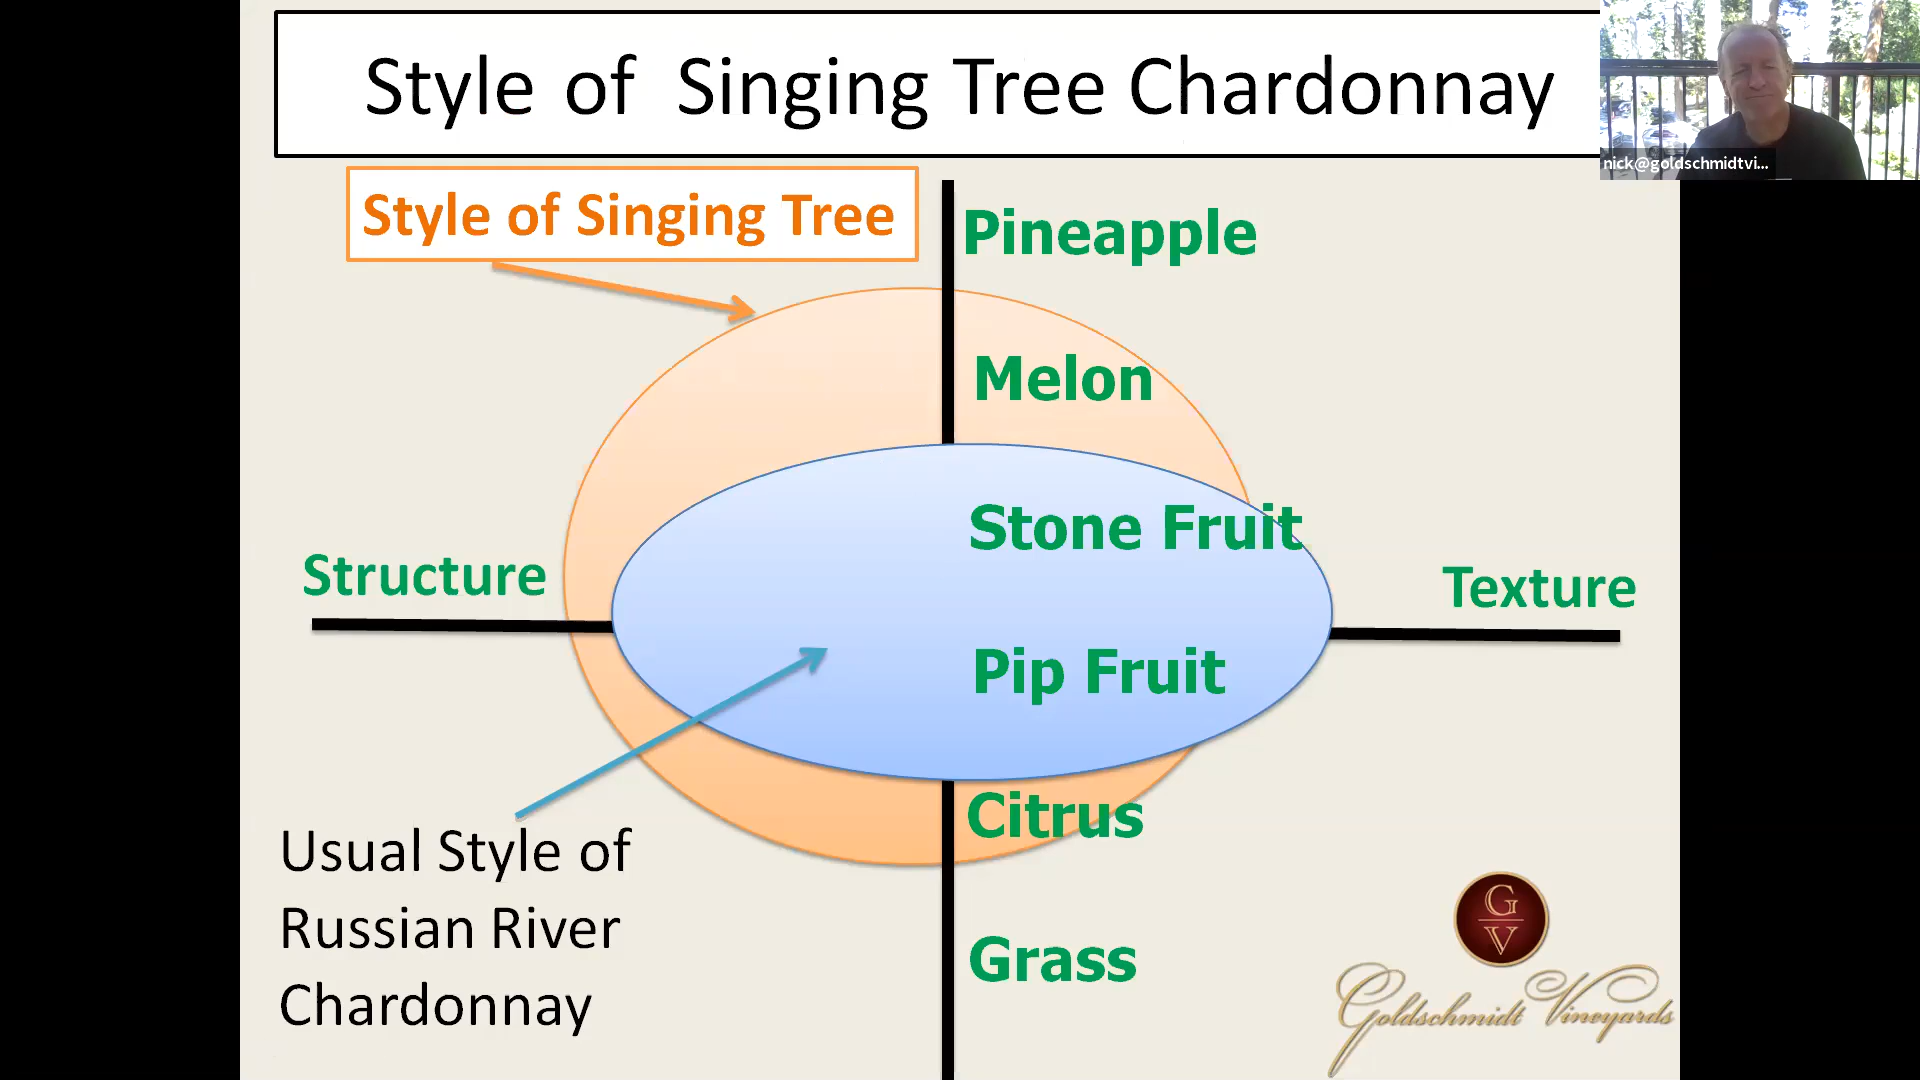 Style of Singing Tree Chardonnay
nick@goldschmidtvi...
Style of Singing Tree
Pineapple
Melon
Stone Fruit
Structure
Texture
Pip Fruit
Citrus
Usual Style of
Russian River
Chardonnay
Grass
G
V
Goldschmidt Vineyards